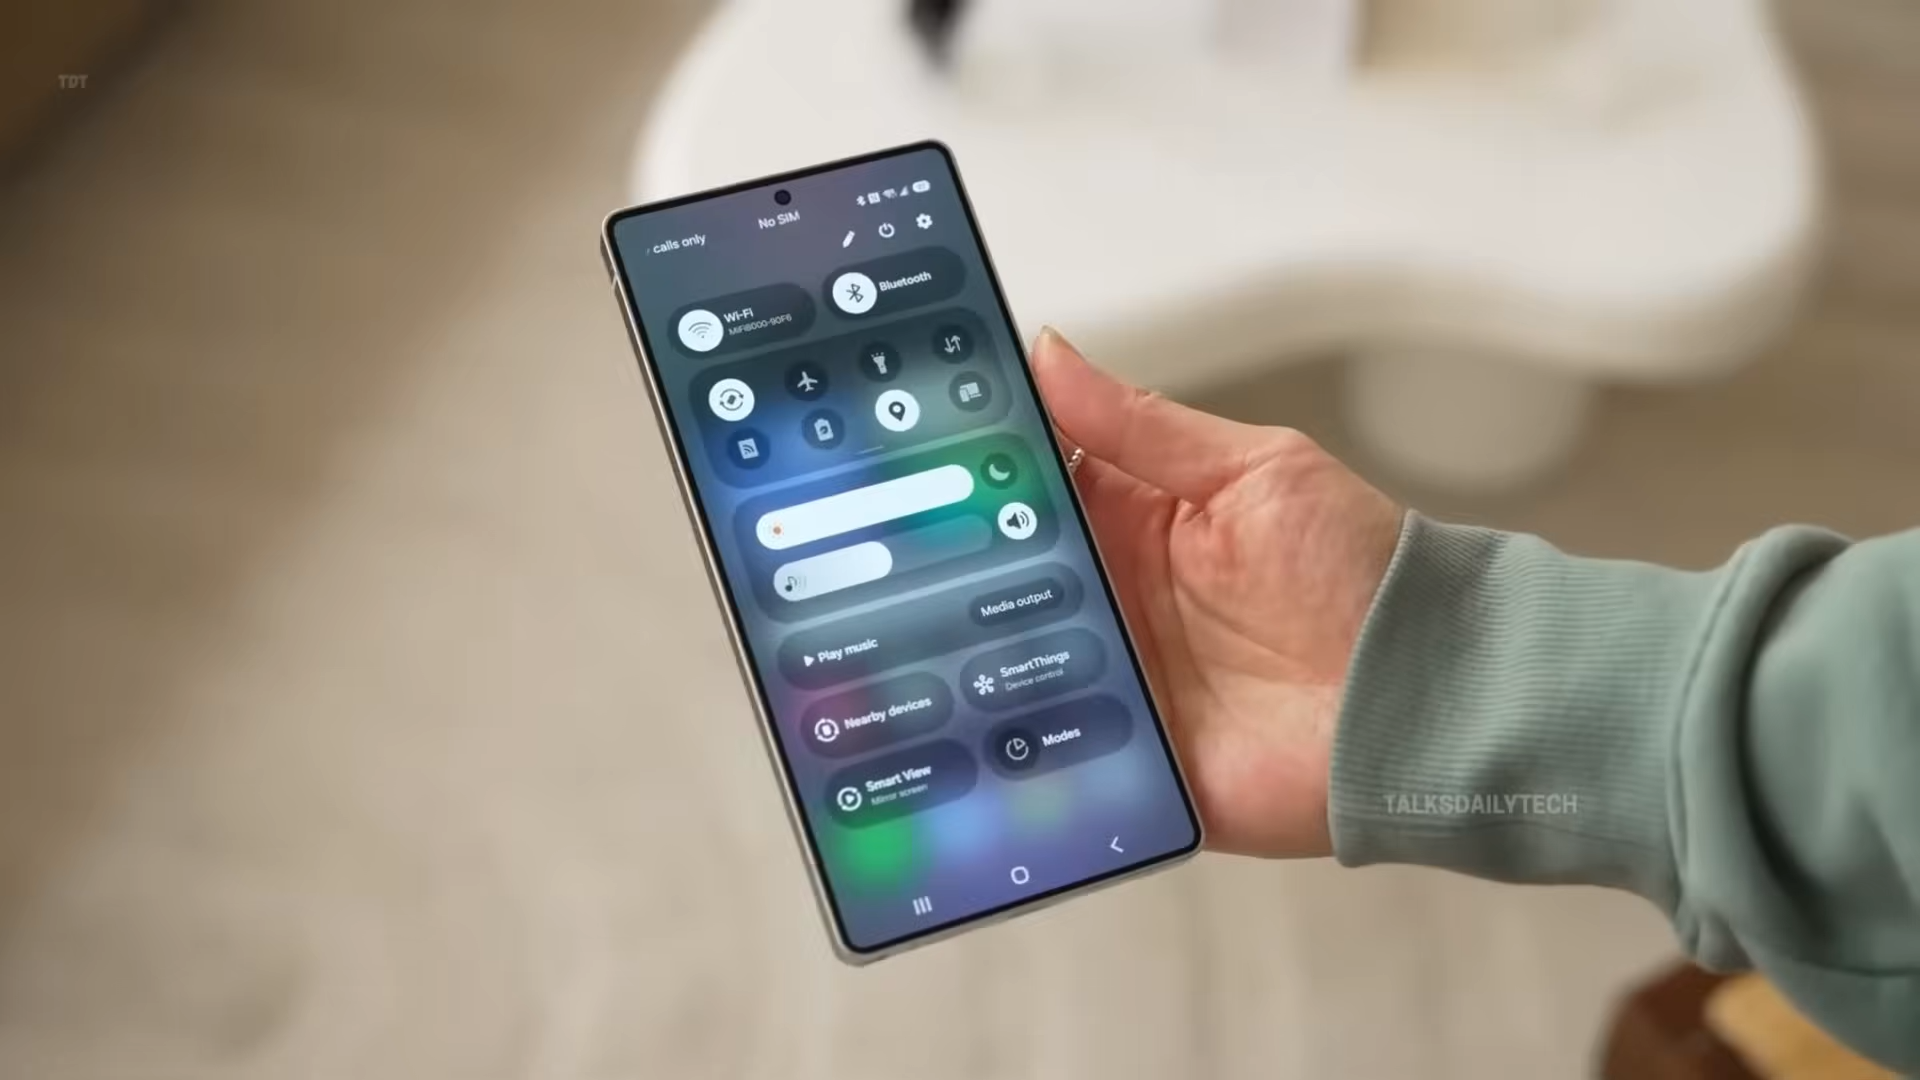 TDT
calls only
No SIM
Wi-Fi
MiFi8000-90F6
Bluetooth
Play music
Media output
Nearby devices
SmartThings
Device control
Smart View
Mirror screen
Modes
TALKSDAILYTECH